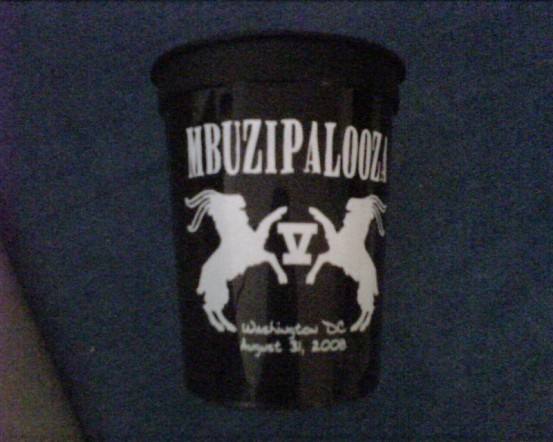 MBUZIPALOOZA
V
Washington DC
August 31, 2008